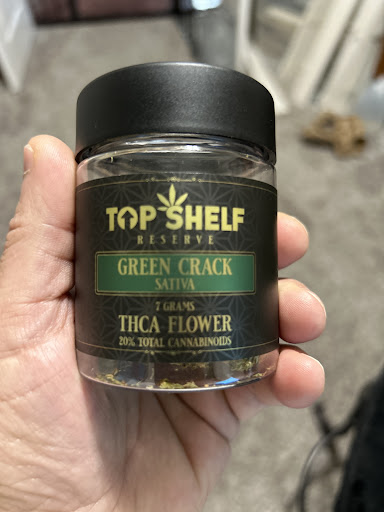 TOP SHELF
RESERVE
GREEN CRACK
SATIVA
7 GRAMS
THCA FLOWER
20% TOTAL CANNABINOIDS